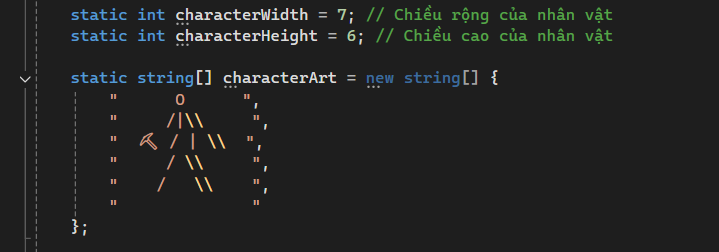 static int characterWidth = 7; // Chiều rộng của nhân vật
static int characterHeight = 6; // Chiều cao của nhân vật
static string[] characterArt = new string[] {
"       O       ",
"      /|\\      ",
"   ⛏ / | \\  ",
"      / \\      ",
"     /   \\     ",
"                 "
};